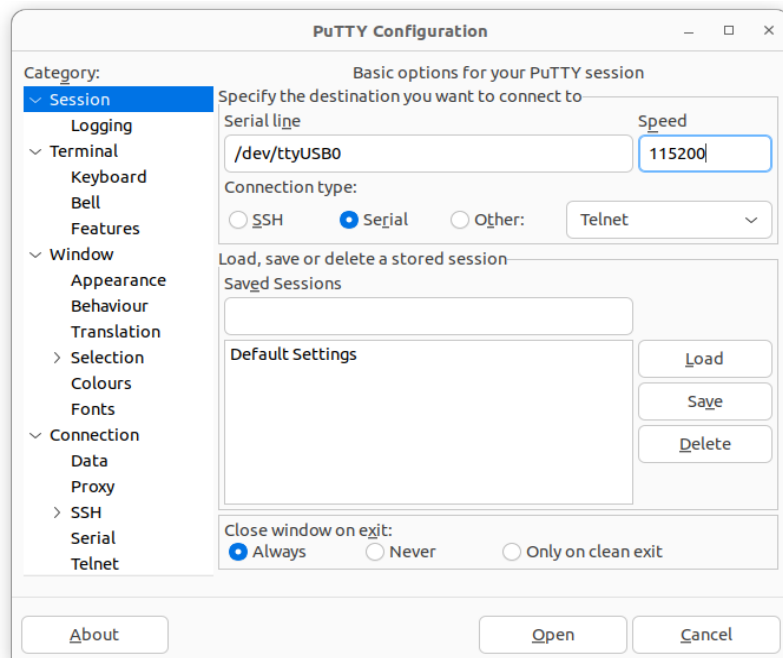 PuTTY Configuration
Category:
Session
Logging
Terminal
Keyboard
Bell
Features
Window
Appearance
Behaviour
Translation
Selection
Colours
Fonts
Connection
Data
Proxy
SSH
Serial
Telnet
Basic options for your PuTTY session
Specify the destination you want to connect to
Serial line
Speed
/dev/ttyUSB0
115200
Connection type:
SSH
Serial
Other:
Telnet
Load, save or delete a stored session
Saved Sessions
Default Settings
Load
Save
Delete
Close window on exit:
Always
Never
Only on clean exit
About
Open
Cancel